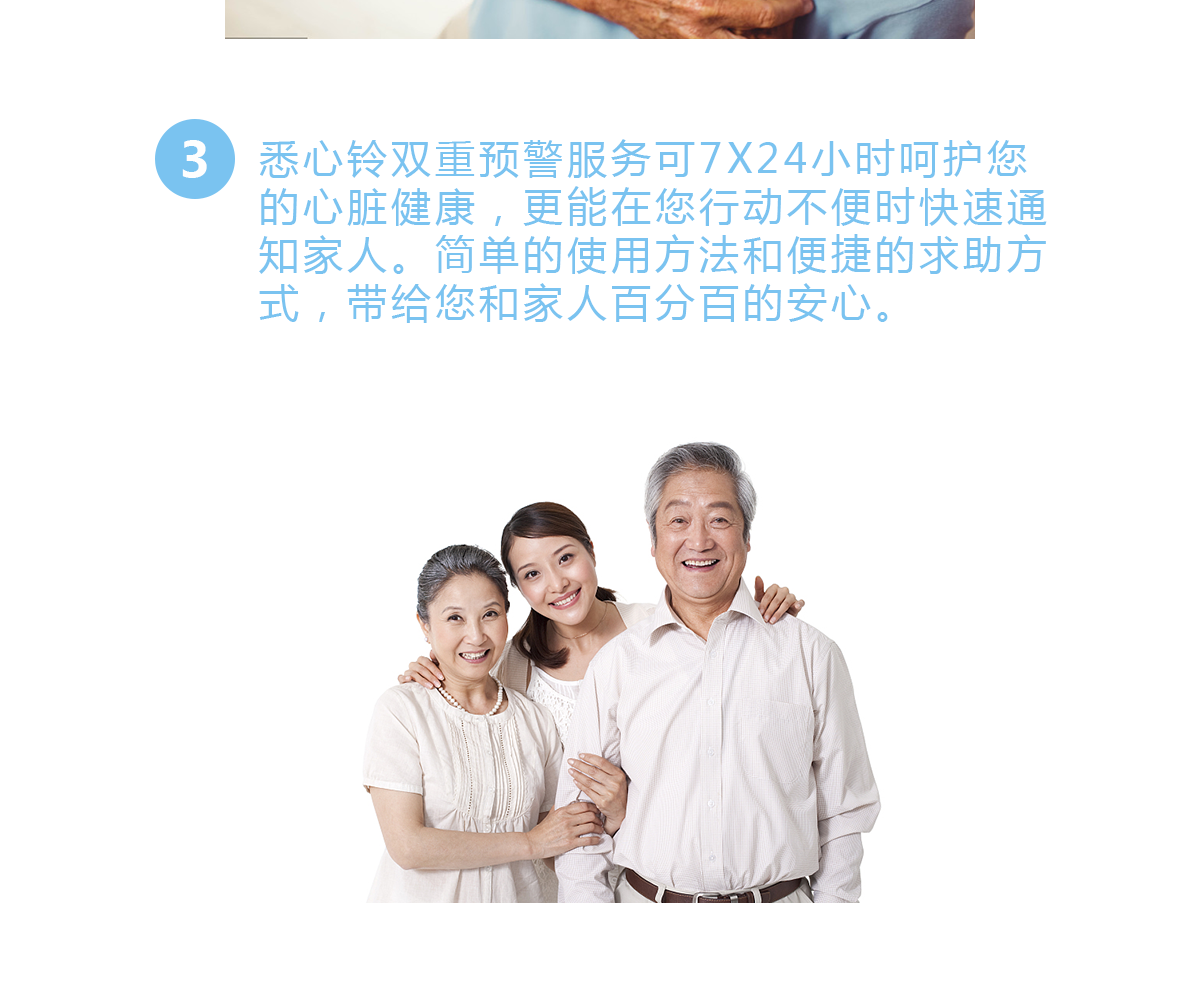 3
悉心铃双重预警服务可7X24小时呵护您
的心脏健康，更能在您行动不便时快速通
知家人。简单的使用方法和便捷的求助方
式，带给您和家人百分百的安心。